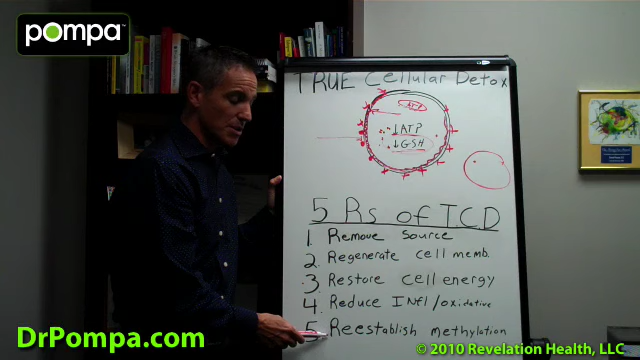 pompa
TRUE Cellular Detox
↓ATP
↓GSH
5 Rs of TCD
1. Remove Source
2. Regenerate cell memb.
3. Restore cell energy
4. Reduce INFl/oxidative
5. Reestablish methylation
DrPompa.com
© 2010 Revelation Health, LLC